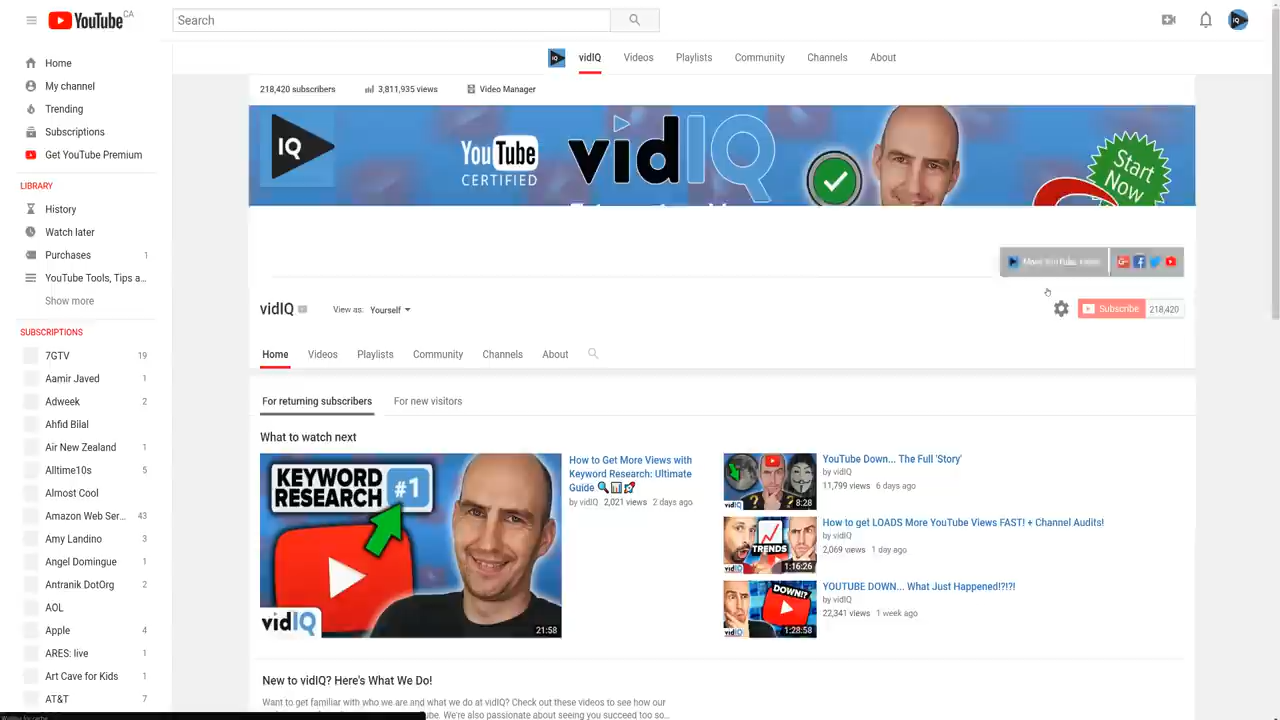 YouTube CA
Search
vidIQ Videos Playlists Community Channels About
Home
My channel
Trending
Subscriptions
Get YouTube Premium
LIBRARY
History
Watch later
Purchases 1
YouTube Tools, Tips a...
Show more
SUBSCRIPTIONS
7GTV 19
Aamir Javed 1
Adweek 2
Ahfid Bilal
Air New Zealand 1
Alltime10s 5
Almost Cool
Amazon Web Ser... 43
Amy Landino 3
Angel Domingue 1
Antranik DotOrg 2
AOL
Apple 4
ARES: live 1
Art Cave for Kids 1
AT&T 7
218,420 subscribers 3,811,935 views Video Manager
IQ
YouTube
CERTIFIED
vidIQ
Start
Now
vidIQ View as: Yourself
Subscribe 218,420
Home Videos Playlists Community Channels About
For returning subscribers For new visitors
What to watch next
KEYWORD
RESEARCH #1
vidIQ
21:58
How to Get More Views with
Keyword Research: Ultimate
Guide 🔍📊🚀
by vidIQ 2,021 views 2 days ago
8:28
YouTube Down... The Full 'Story'
by vidIQ
11,799 views 6 days ago
TRENDS
1:16:26
How to get LOADS More YouTube Views FAST! + Channel Audits!
by vidIQ
2,069 views 1 day ago
DOWN!?
1:28:58
YOUTUBE DOWN... What Just Happened!?!?!
by vidIQ
22,341 views 1 week ago
New to vidIQ? Here's What We Do!
Want to get familiar with who we are and what we do at vidIQ? Check out these videos to see how our
tube. We're also passionate about seeing you succeed too so...